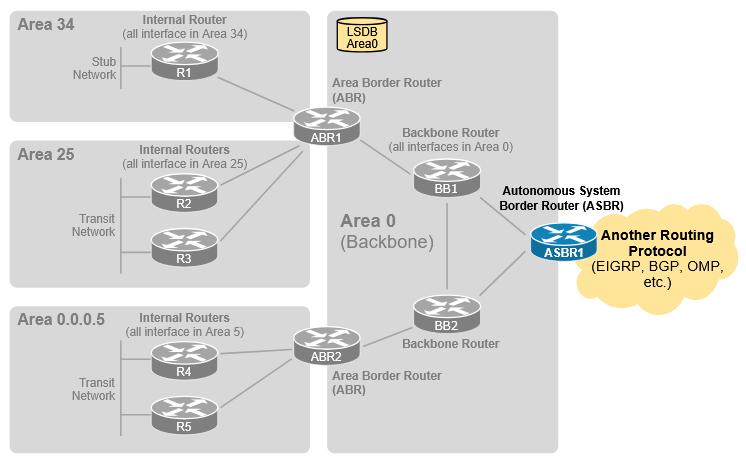 Area 34
Internal Router
(all interface in Area 34)
Stub
Network
R1
LSDB
Area0
Area Border Router
(ABR)
ABR1
Area 25
Internal Routers
(all interface in Area 25)
R2
Transit
Network
R3
Backbone Router
(all interfaces in Area 0)
BB1
Area 0
(Backbone)
Autonomous System
Border Router (ASBR)
ASBR1
Another Routing
Protocol
(EIGRP, BGP, OMP,
etc.)
Area 0.0.0.5
Internal Routers
(all interface in Area 5)
R4
Transit
Network
R5
ABR2
Area Border Router
(ABR)
BB2
Backbone Router